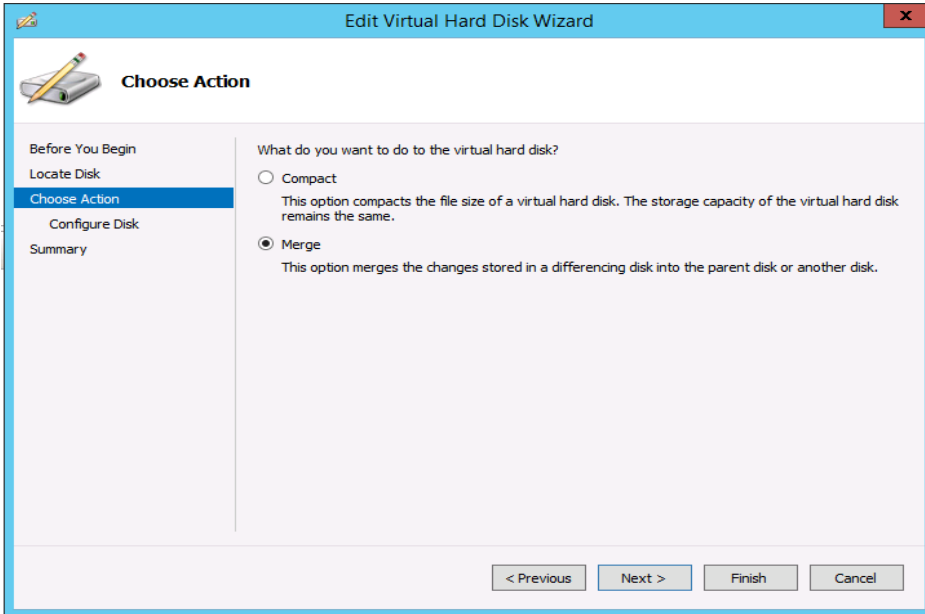 Edit Virtual Hard Disk Wizard
x
Choose Action
Before You Begin
Locate Disk
Choose Action
Configure Disk
Summary
What do you want to do to the virtual hard disk?
Compact
This option compacts the file size of a virtual hard disk. The storage capacity of the virtual hard disk
remains the same.
Merge
This option merges the changes stored in a differencing disk into the parent disk or another disk.
< Previous
Next >
Finish
Cancel